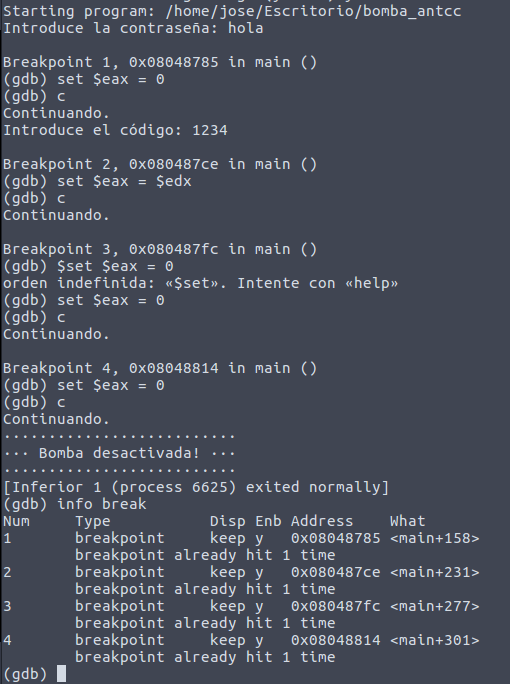 Starting program: /home/jose/Escritorio/bomba_antcc
Introduce la contraseña: hola
Breakpoint 1, 0x08048785 in main ()
(gdb) set $eax = 0
(gdb) c
Continuando.
Introduce el código: 1234
Breakpoint 2, 0x080487ce in main ()
(gdb) set $eax = $edx
(gdb) c
Continuando.
Breakpoint 3, 0x080487fc in main ()
(gdb) $set $eax = 0
orden indefinida: «$set». Intente con «help»
(gdb) set $eax = 0
(gdb) c
Continuando.
Breakpoint 4, 0x08048814 in main ()
(gdb) set $eax = 0
(gdb) c
Continuando.
··························
··· Bomba desactivada! ···
··························
[Inferior 1 (process 6625) exited normally]
(gdb) info break
Num     Type           Disp Enb Address    What
1       breakpoint     keep y   0x08048785 <main+158>
        breakpoint already hit 1 time
2       breakpoint     keep y   0x080487ce <main+231>
        breakpoint already hit 1 time
3       breakpoint     keep y   0x080487fc <main+277>
        breakpoint already hit 1 time
4       breakpoint     keep y   0x08048814 <main+301>
        breakpoint already hit 1 time
(gdb)